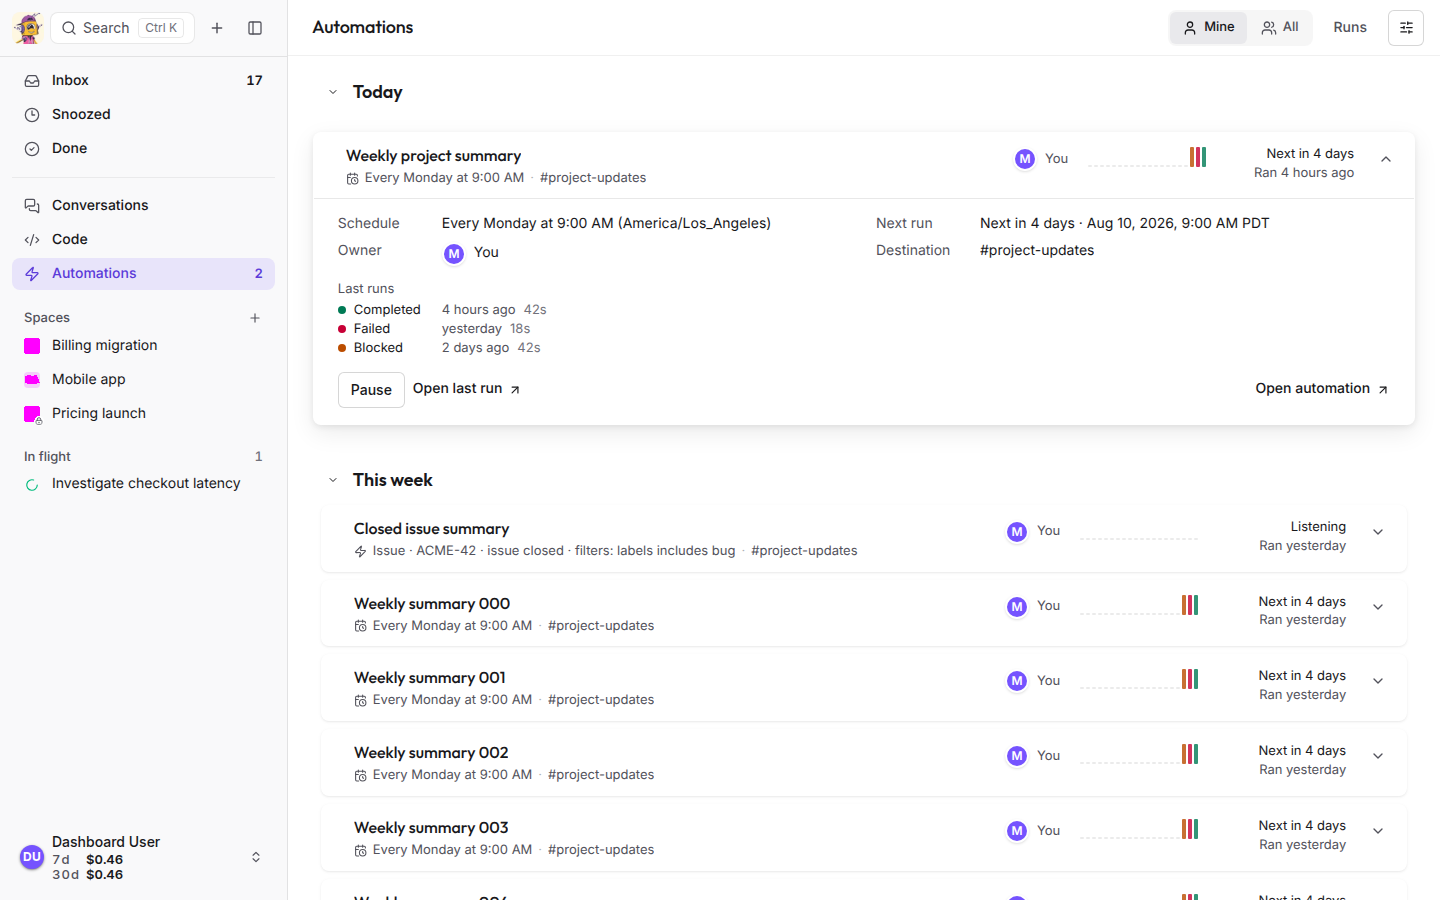 Search Ctrl K
Inbox 17
Snoozed
Done
Conversations
Code
Automations 2
Spaces
Billing migration
Mobile app
Pricing launch
In flight 1
Investigate checkout latency
DU
Dashboard User
7d $0.46
30d $0.46
Automations
Mine All Runs
Today
Weekly project summary
Every Monday at 9:00 AM · #project-updates
M You
Next in 4 days
Ran 4 hours ago
Schedule Every Monday at 9:00 AM (America/Los_Angeles)
Next run Next in 4 days · Aug 10, 2026, 9:00 AM PDT
Owner M You
Destination #project-updates
Last runs
Completed 4 hours ago 42s
Failed yesterday 18s
Blocked 2 days ago 42s
Pause Open last run
Open automation
This week
Closed issue summary
Issue · ACME-42 · issue closed · filters: labels includes bug · #project-updates
M You
Listening
Ran yesterday
Weekly summary 000
Every Monday at 9:00 AM · #project-updates
M You
Next in 4 days
Ran yesterday
Weekly summary 001
Every Monday at 9:00 AM · #project-updates
M You
Next in 4 days
Ran yesterday
Weekly summary 002
Every Monday at 9:00 AM · #project-updates
M You
Next in 4 days
Ran yesterday
Weekly summary 003
Every Monday at 9:00 AM · #project-updates
M You
Next in 4 days
Ran yesterday